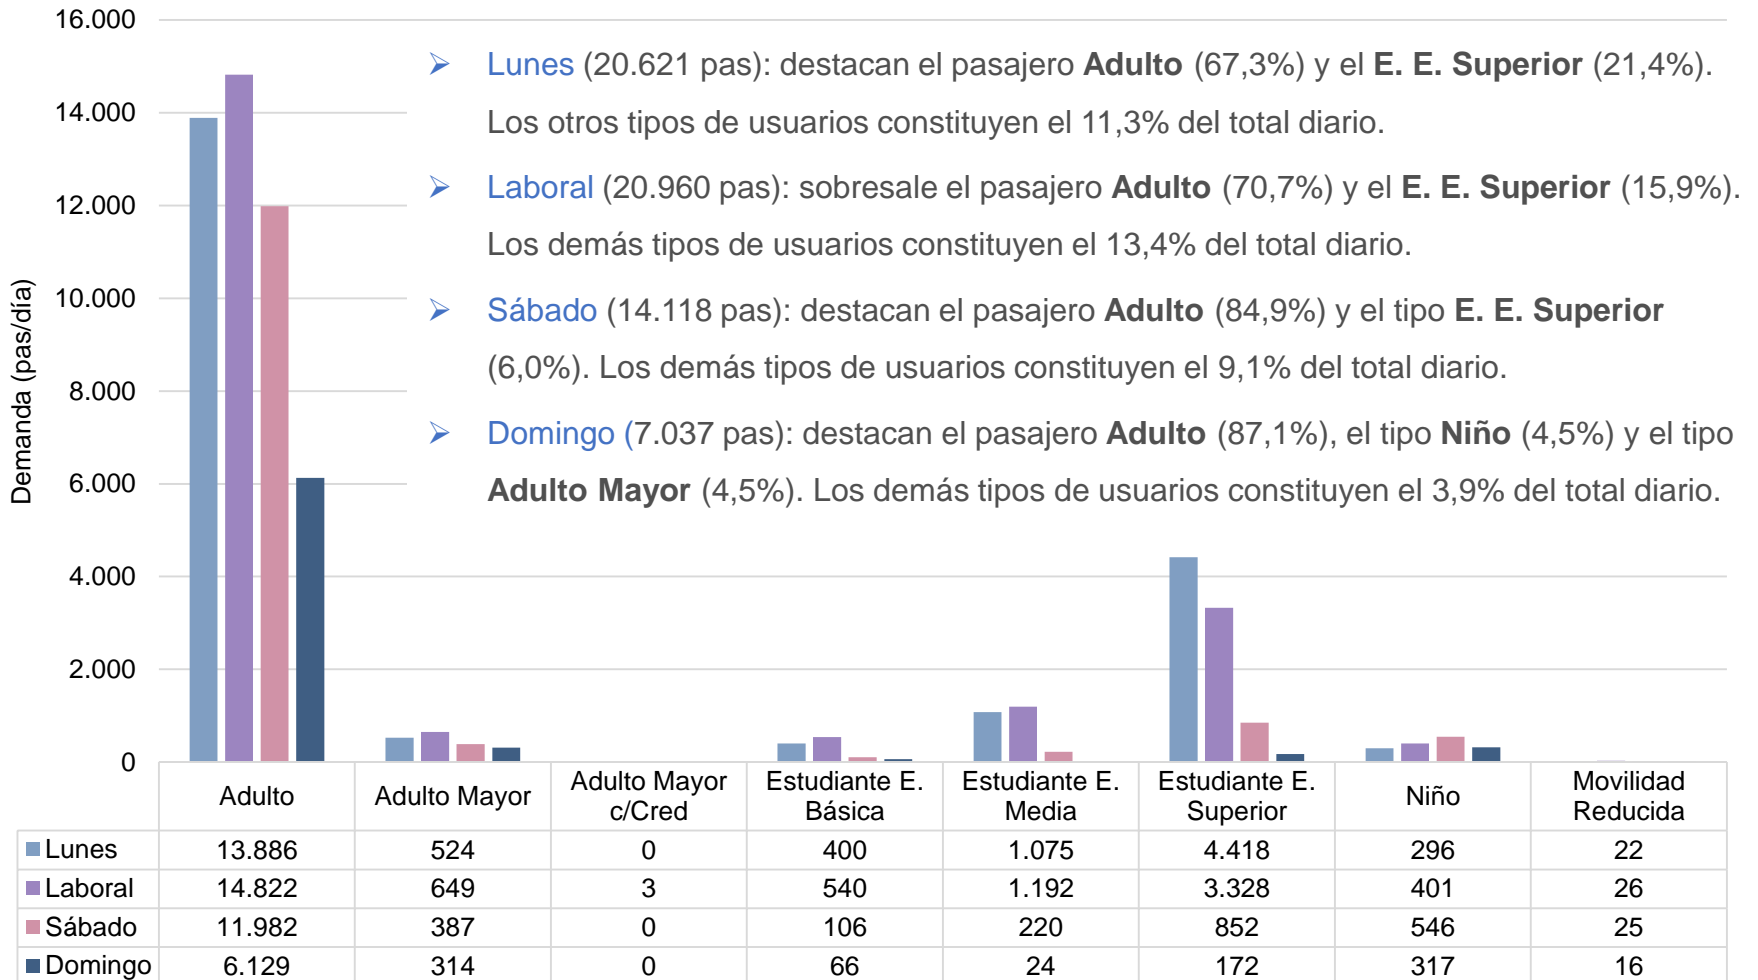 16.000
14.000
12.000
10.000
8.000
6.000
4.000
2.000
0
Demanda (pas/día)
➢ Lunes (20.621 pas): destacan el pasajero Adulto (67,3%) y el E. E. Superior (21,4%).
Los otros tipos de usuarios constituyen el 11,3% del total diario.
➢ Laboral (20.960 pas): sobresale el pasajero Adulto (70,7%) y el E. E. Superior (15,9%).
Los demás tipos de usuarios constituyen el 13,4% del total diario.
➢ Sábado (14.118 pas): destacan el pasajero Adulto (84,9%) y el tipo E. E. Superior
(6,0%). Los demás tipos de usuarios constituyen el 9,1% del total diario.
➢ Domingo (7.037 pas): destacan el pasajero Adulto (87,1%), el tipo Niño (4,5%) y el tipo
Adulto Mayor (4,5%). Los demás tipos de usuarios constituyen el 3,9% del total diario.
Adulto
Adulto Mayor
Adulto Mayor
c/Cred
Estudiante E.
Básica
Estudiante E.
Media
Estudiante E.
Superior
Niño
Movilidad
Reducida
Lunes 13.886 524 0 400 1.075 4.418 296 22
Laboral 14.822 649 3 540 1.192 3.328 401 26
Sábado 11.982 387 0 106 220 852 546 25
Domingo 6.129 314 0 66 24 172 317 16